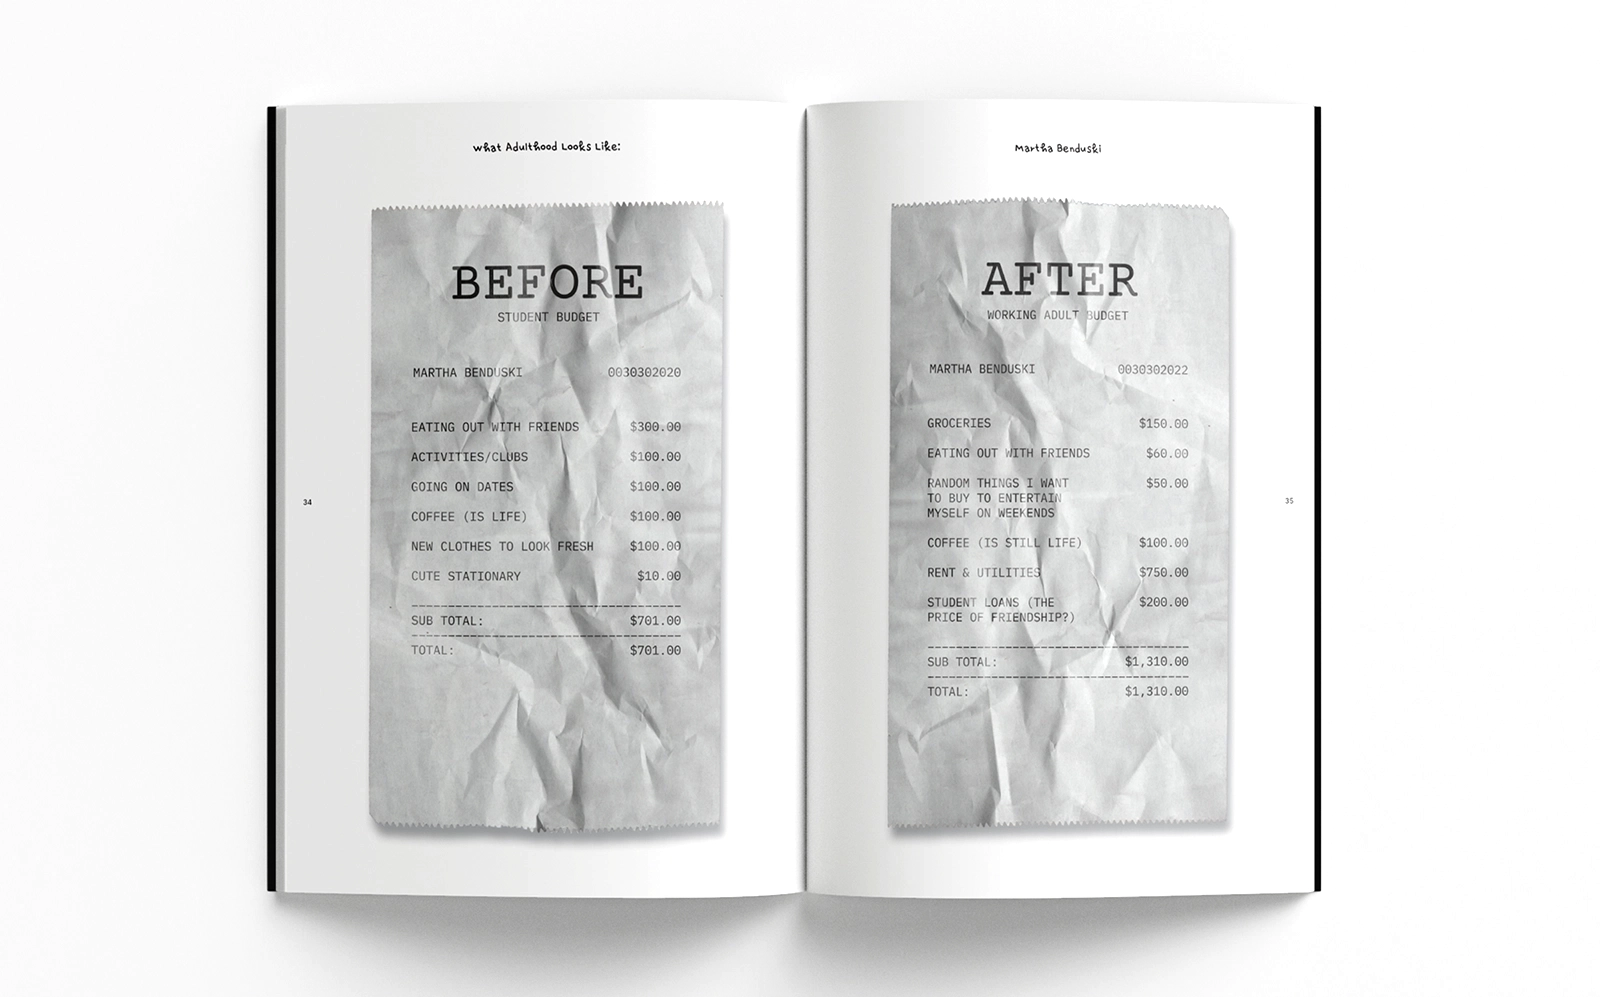 What Adulthood Looks Like:
BEFORE
STUDENT BUDGET
MARTHA BENDUSKI 0030302020
EATING OUT WITH FRIENDS $300.00
ACTIVITIES/CLUBS $100.00
GOING ON DATES $100.00
COFFEE (IS LIFE) $100.00
NEW CLOTHES TO LOOK FRESH $100.00
CUTE STATIONARY $10.00
SUB TOTAL: $701.00
TOTAL: $701.00
34
Martha Benduski
AFTER
WORKING ADULT BUDGET
MARTHA BENDUSKI 0030302022
GROCERIES $150.00
EATING OUT WITH FRIENDS $60.00
RANDOM THINGS I WANT $50.00
TO BUY TO ENTERTAIN
MYSELF ON WEEKENDS
COFFEE (IS STILL LIFE) $100.00
RENT & UTILITIES $750.00
STUDENT LOANS (THE $200.00
PRICE OF FRIENDSHIP?)
SUB TOTAL: $1,310.00
TOTAL: $1,310.00
35